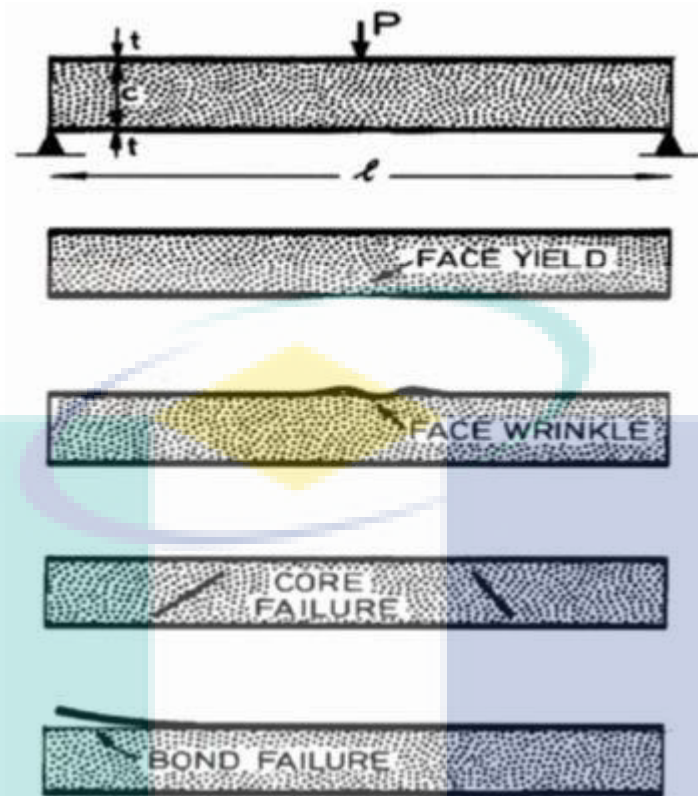 P
t
c
t
ℓ
FACE YIELD
FACE WRINKLE
CORE
FAILURE
BOND FAILURE